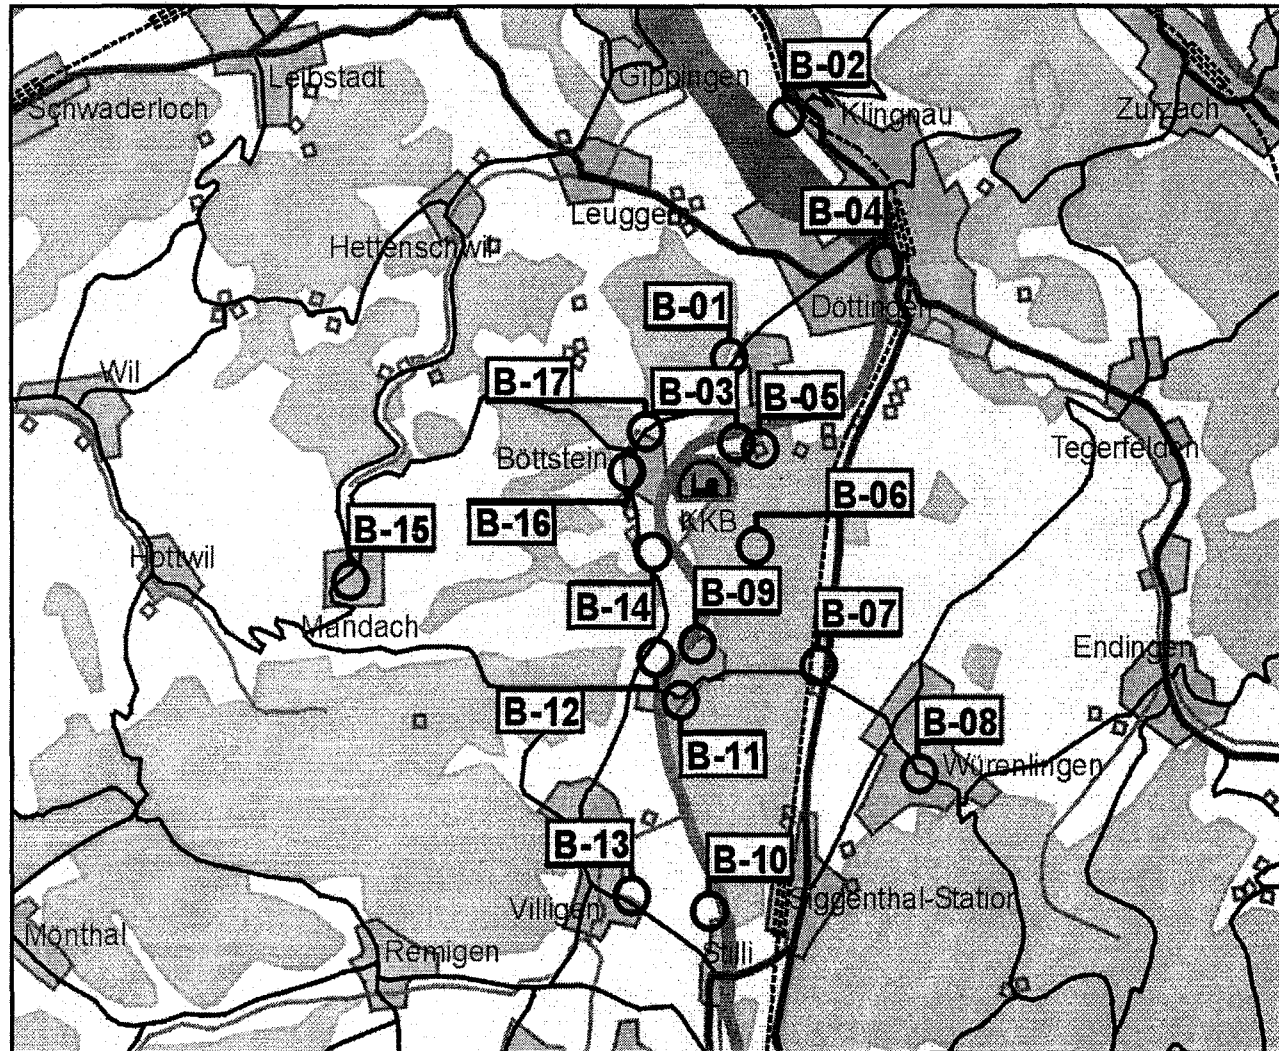 B-02
Leibstadt
Gippingen
Schwaderloch
Klingnau
Zurzach
B-04
Leuggern
Hettenschwil
B-01
Döttingen
Wil
B-17
B-03
B-05
Böttstein
Tegerfelden
B-06
KKB
B-16
B-15
Hottwil
B-09
B-14
B-07
Mandach
Endingen
B-12
B-08
B-11
Würenlingen
B-13
B-10
Villigen
Siggenthal-Station
Mönthal
Remigen
Stilli